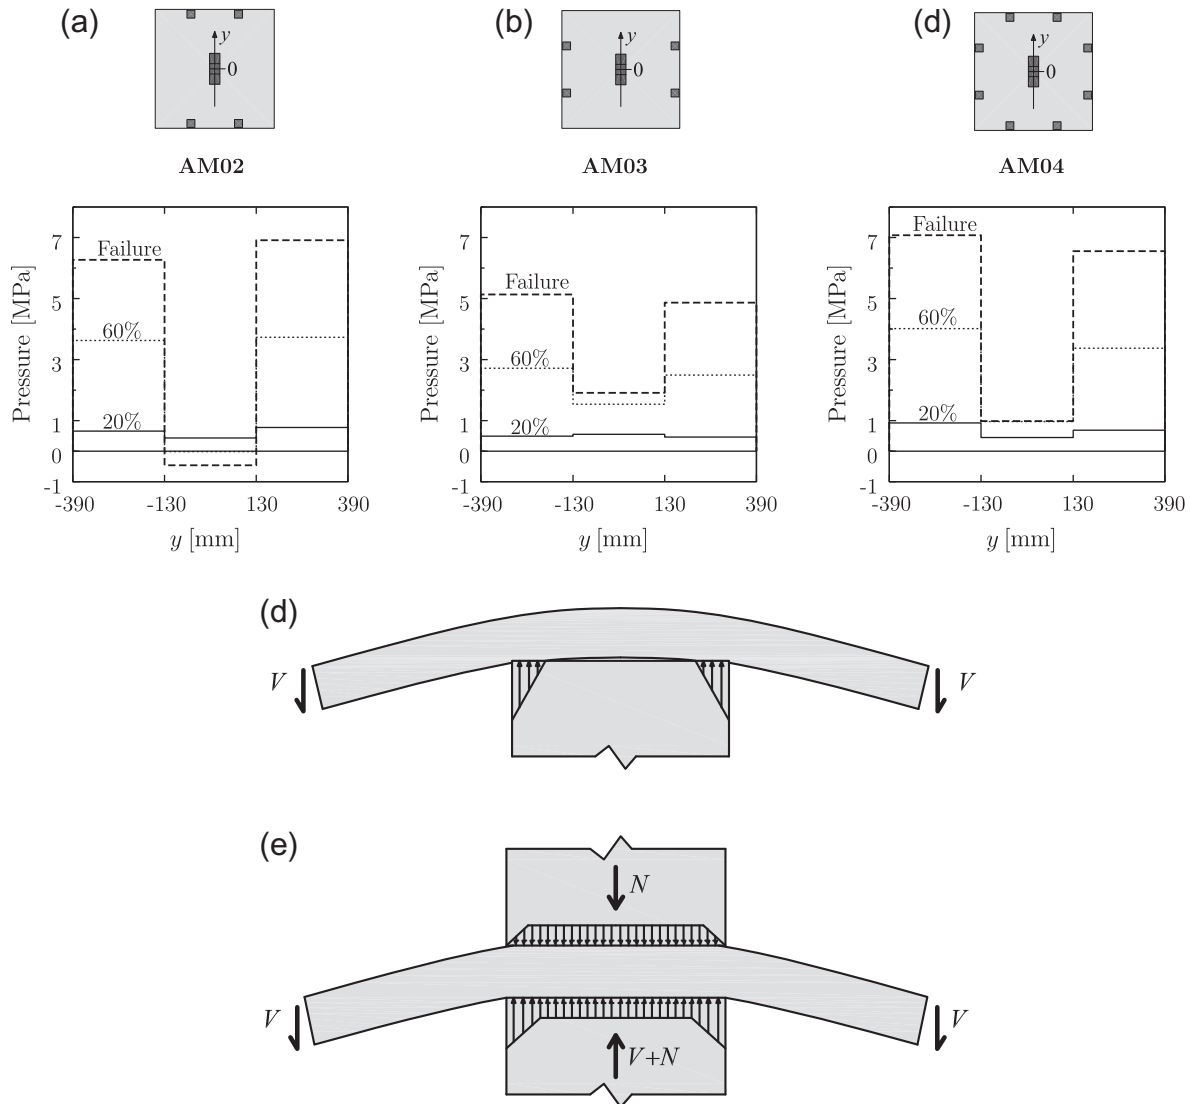 (a)
y
0
AM02
(b)
y
0
AM03
(d)
y
0
AM04
Pressure [MPa]
7
5
3
1
0
-1
Failure
60%
20%
-390 -130 130 390
y [mm]
Pressure [MPa]
7
5
3
1
0
-1
Failure
60%
20%
-390 -130 130 390
y [mm]
Pressure [MPa]
7
5
3
1
0
-1
Failure
60%
20%
-390 -130 130 390
y [mm]
(d)
V
V
(e)
N
V
V
V+N